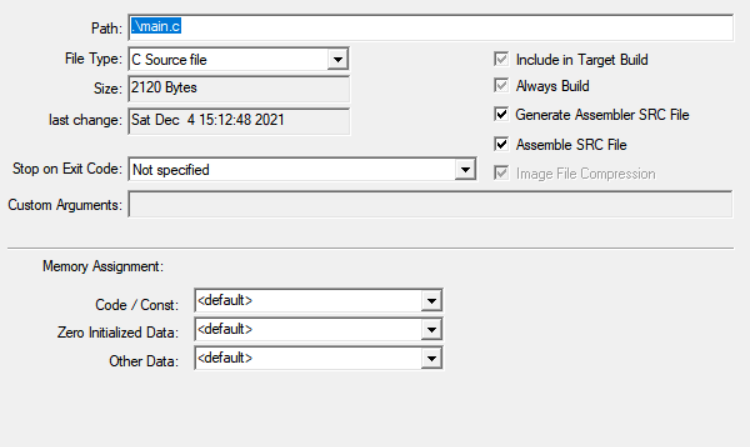 Path: .\main.c
File Type: C Source file
Include in Target Build
Size: 2120 Bytes
Always Build
last change: Sat Dec 4 15:12:48 2021
Generate Assembler SRC File
Assemble SRC File
Stop on Exit Code: Not specified
Image File Compression
Custom Arguments:
Memory Assignment:
Code / Const: <default>
Zero Initialized Data: <default>
Other Data: <default>